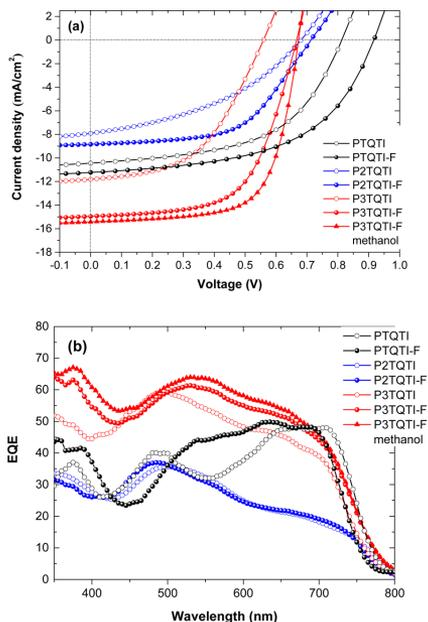 (a)
Current density (mA/cm²)
2
0
-2
-4
-6
-8
-10
-12
-14
-16
-18
PTQTI
PTQTI-F
P2TQTI
P2TQTI-F
P3TQTI
P3TQTI-F
P3TQTI-F
methanol
-0.1 0.0 0.1 0.2 0.3 0.4 0.5 0.6 0.7 0.8 0.9 1.0
Voltage (V)
(b)
EQE
80
70
60
50
40
30
20
10
0
PTQTI
PTQTI-F
P2TQTI
P2TQTI-F
P3TQTI
P3TQTI-F
P3TQTI-F
methanol
400 500 600 700 800
Wavelength (nm)